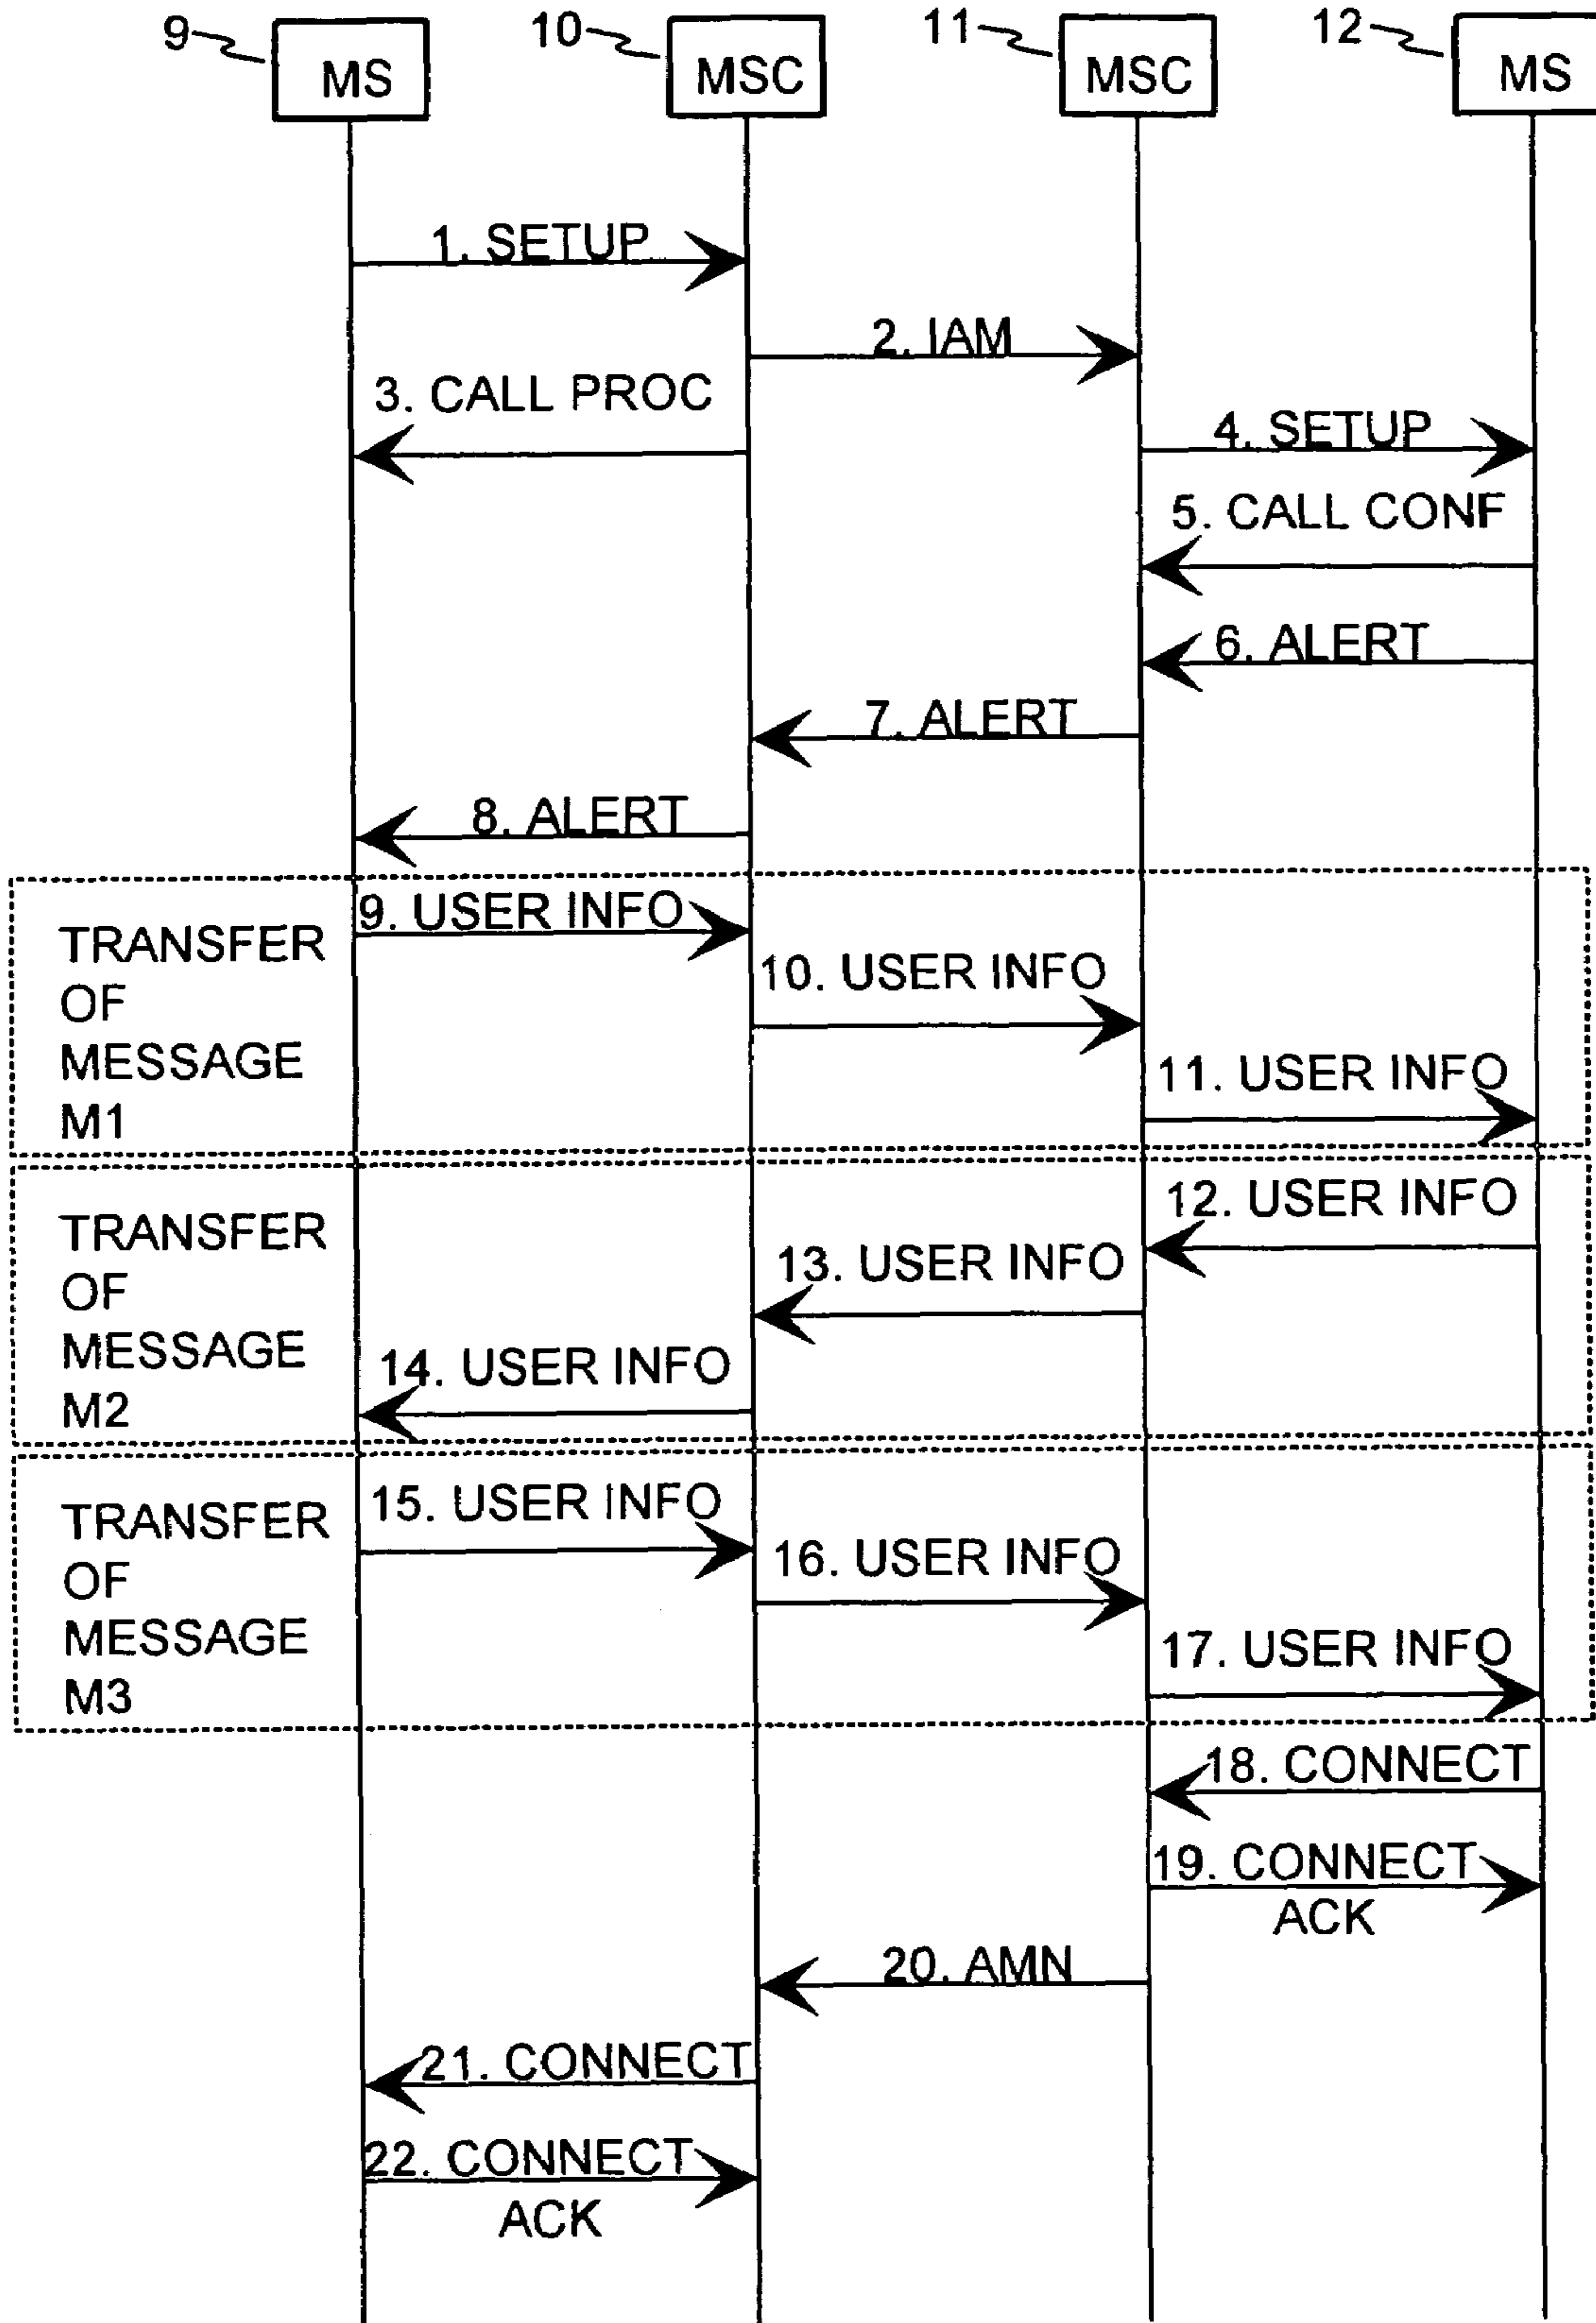 9
10
11
12
MS
MSC
MSC
MS
1. SETUP
2. IAM
3. CALL PROC
4. SETUP
5. CALL CONF
6. ALERT
7. ALERT
8. ALERT
TRANSFER
OF
MESSAGE
M1
9. USER INFO
10. USER INFO
11. USER INFO
TRANSFER
OF
MESSAGE
M2
12. USER INFO
13. USER INFO
14. USER INFO
TRANSFER
OF
MESSAGE
M3
15. USER INFO
16. USER INFO
17. USER INFO
18. CONNECT
19. CONNECT
ACK
20. AMN
21. CONNECT
22. CONNECT
ACK